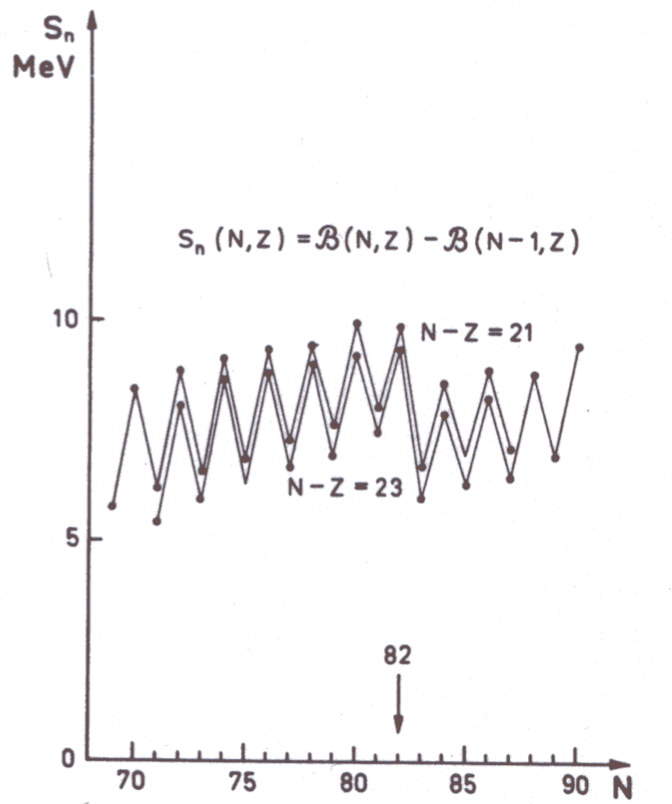 Sₙ
MeV
Sₙ (N,Z) = ℬ(N,Z) − ℬ(N−1,Z)
10
N−Z = 21
N−Z = 23
5
82
0
70 75 80 85 90 N